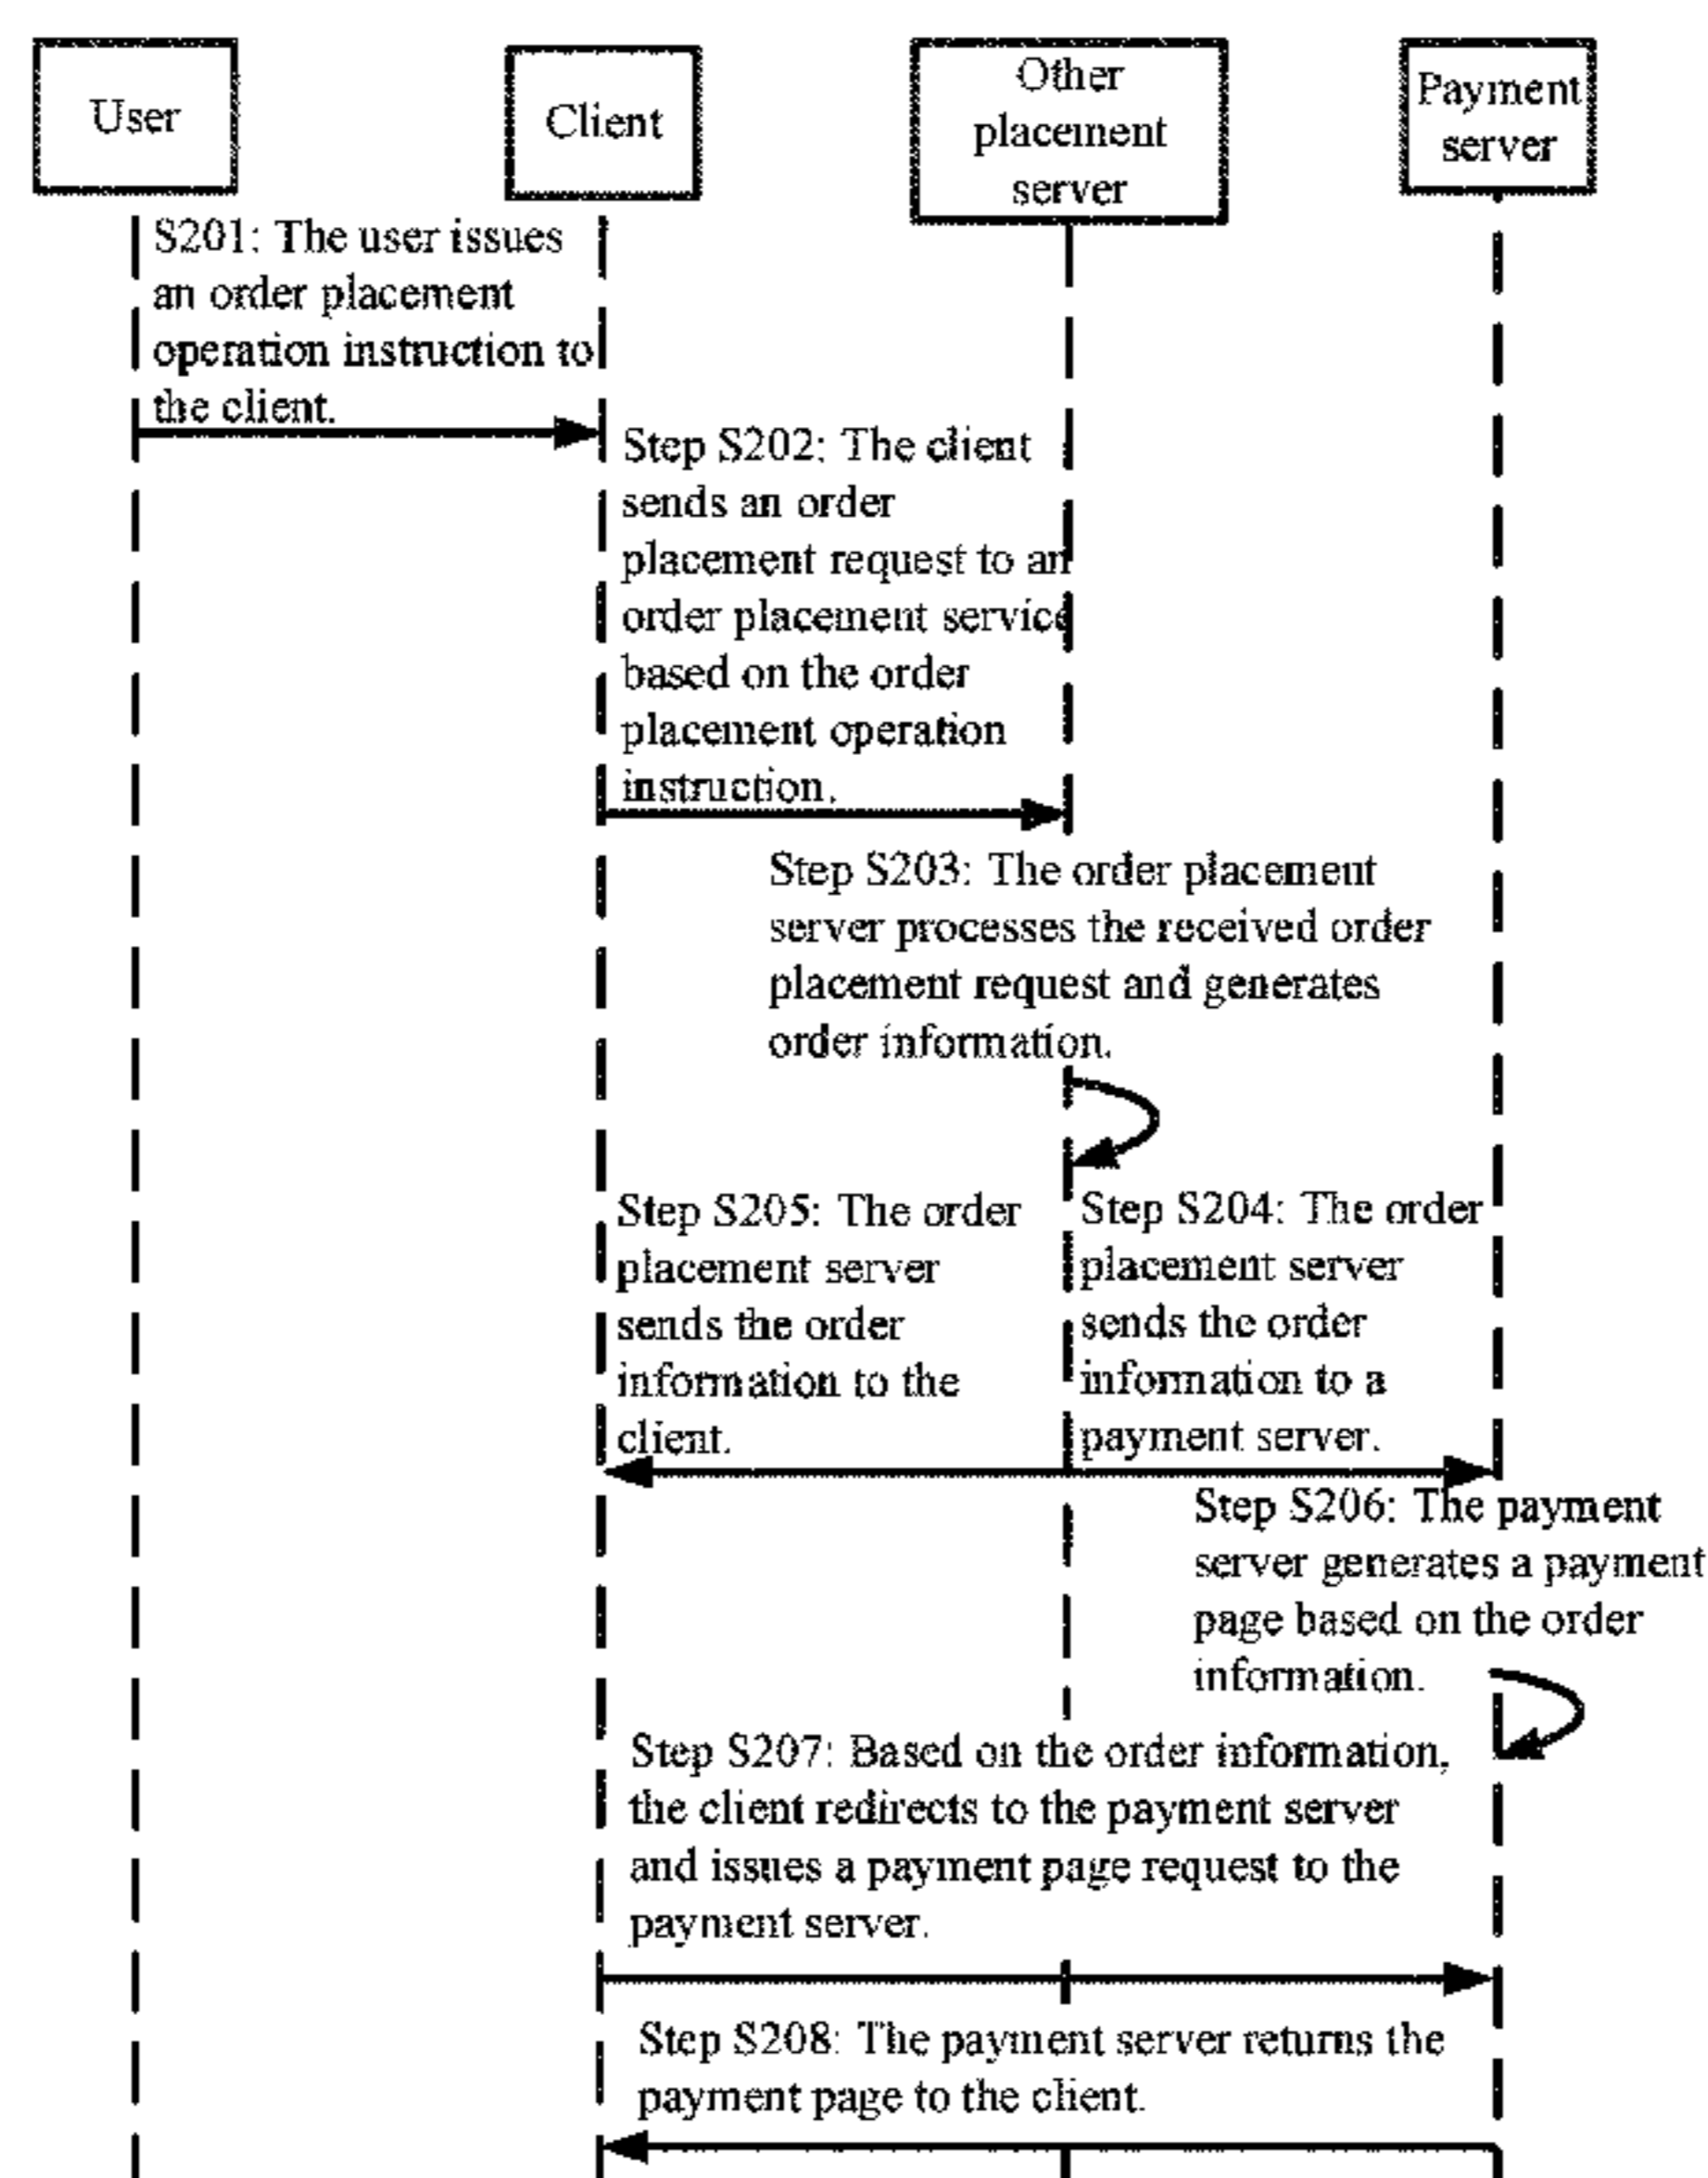 User
Client
Other
placement
server
Payment
server
S201: The user issues
an order placement
operation instruction to
the client.
Step S202: The client
sends an order
placement request to an
order placement service
based on the order
placement operation
instruction.
Step S203: The order placement
server processes the received order
placement request and generates
order information.
Step S205: The order
placement server
sends the order
information to the
client.
Step S204: The order
placement server
sends the order
information to a
payment server.
Step S206: The payment
server generates a payment
page based on the order
information.
Step S207: Based on the order information,
the client redirects to the payment server
and issues a payment page request to the
payment server.
Step S208: The payment server returns the
payment page to the client.